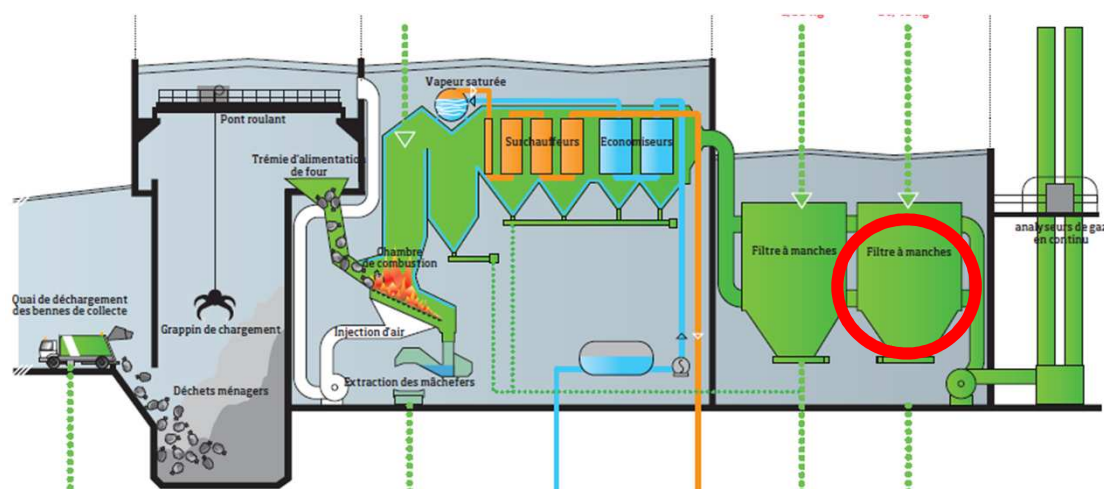 Vapeur saturée
Pont roulant
Surchauffeurs
Economiseurs
Trémie d'alimentation
de four
analyseurs de gaz
en continu
Chambre
de combustion
Filtre à manches
Filtre à manches
Quai de déchargement
des bennes de collecte
Grappin de chargement
Injection d'air
Extraction des mâchefers
Déchets ménagers